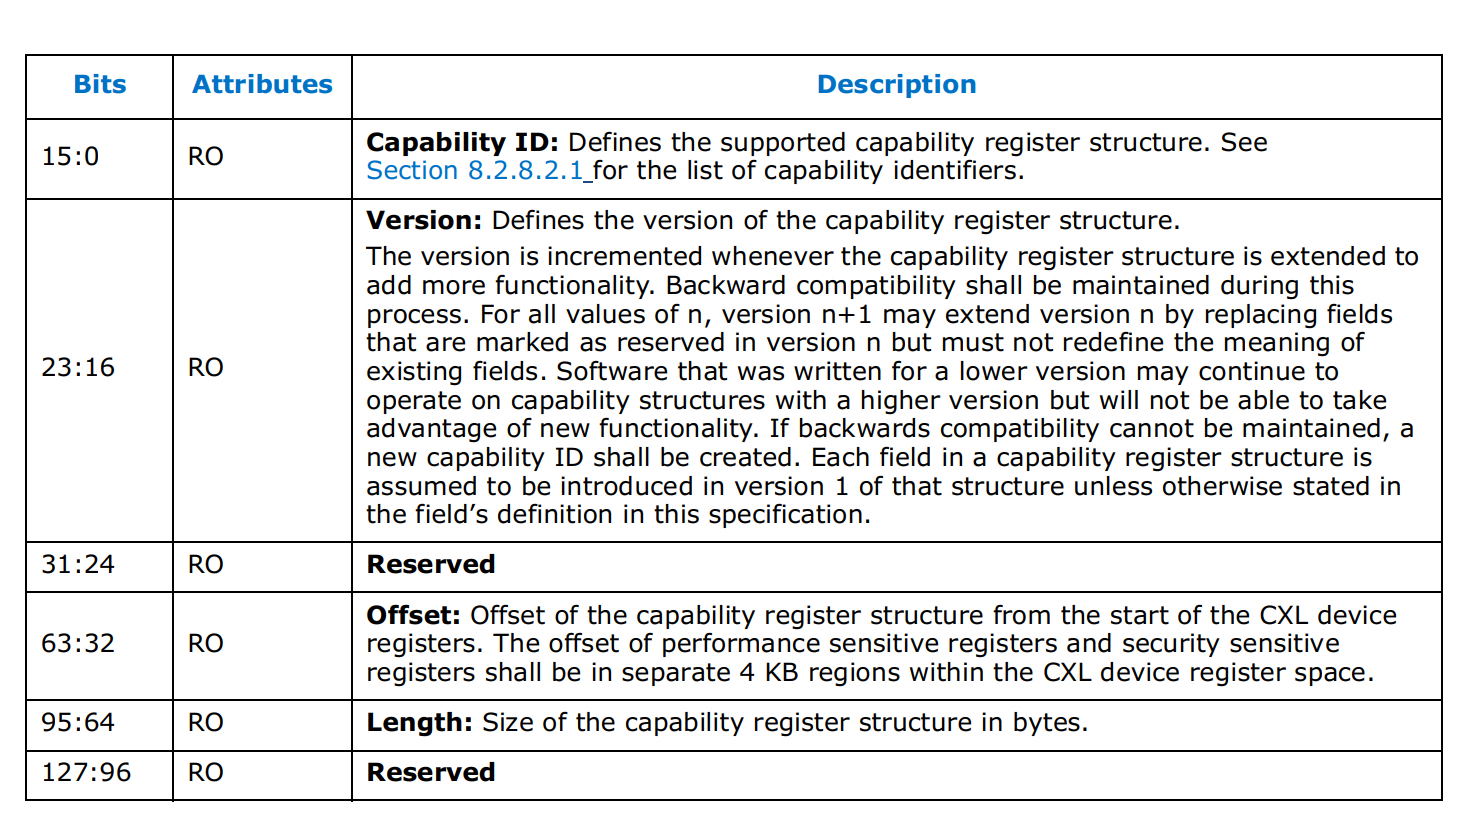 Bits Attributes Description
15:0 RO Capability ID: Defines the supported capability register structure. See
Section 8.2.8.2.1 for the list of capability identifiers.
23:16 RO Version: Defines the version of the capability register structure.
The version is incremented whenever the capability register structure is extended to
add more functionality. Backward compatibility shall be maintained during this
process. For all values of n, version n+1 may extend version n by replacing fields
that are marked as reserved in version n but must not redefine the meaning of
existing fields. Software that was written for a lower version may continue to
operate on capability structures with a higher version but will not be able to take
advantage of new functionality. If backwards compatibility cannot be maintained, a
new capability ID shall be created. Each field in a capability register structure is
assumed to be introduced in version 1 of that structure unless otherwise stated in
the field’s definition in this specification.
31:24 RO Reserved
63:32 RO Offset: Offset of the capability register structure from the start of the CXL device
registers. The offset of performance sensitive registers and security sensitive
registers shall be in separate 4 KB regions within the CXL device register space.
95:64 RO Length: Size of the capability register structure in bytes.
127:96 RO Reserved